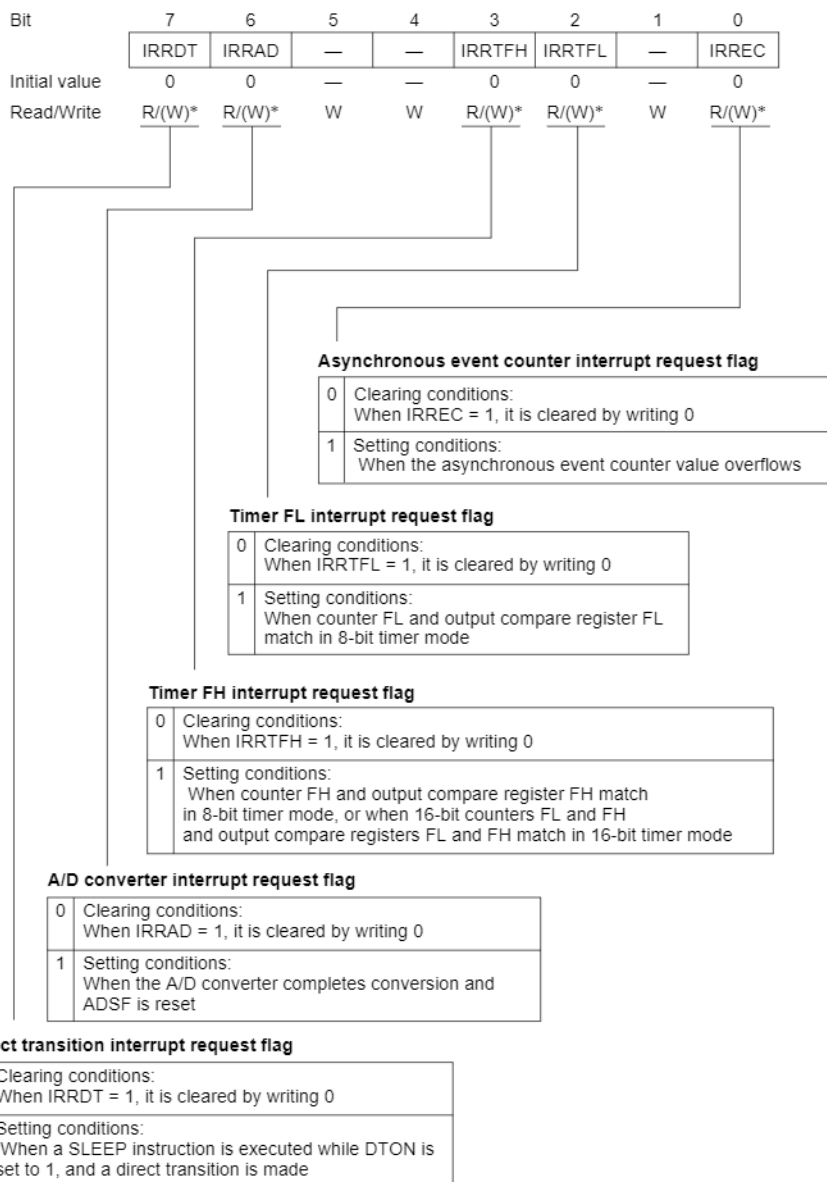 Bit 7 6 5 4 3 2 1 0
IRRDT IRRAD — — IRRTFH IRRTFL — IRREC
Initial value 0 0 — — 0 0 — 0
Read/Write R/(W)* R/(W)* W W R/(W)* R/(W)* W R/(W)*
Asynchronous event counter interrupt request flag
0 Clearing conditions:
When IRREC = 1, it is cleared by writing 0
1 Setting conditions:
When the asynchronous event counter value overflows
Timer FL interrupt request flag
0 Clearing conditions:
When IRRTFL = 1, it is cleared by writing 0
1 Setting conditions:
When counter FL and output compare register FL
match in 8-bit timer mode
Timer FH interrupt request flag
0 Clearing conditions:
When IRRTFH = 1, it is cleared by writing 0
1 Setting conditions:
When counter FH and output compare register FH match
in 8-bit timer mode, or when 16-bit counters FL and FH
and output compare registers FL and FH match in 16-bit timer mode
A/D converter interrupt request flag
0 Clearing conditions:
When IRRAD = 1, it is cleared by writing 0
1 Setting conditions:
When the A/D converter completes conversion and
ADSF is reset
ct transition interrupt request flag
Clearing conditions:
When IRRDT = 1, it is cleared by writing 0
Setting conditions:
When a SLEEP instruction is executed while DTON is
set to 1, and a direct transition is made